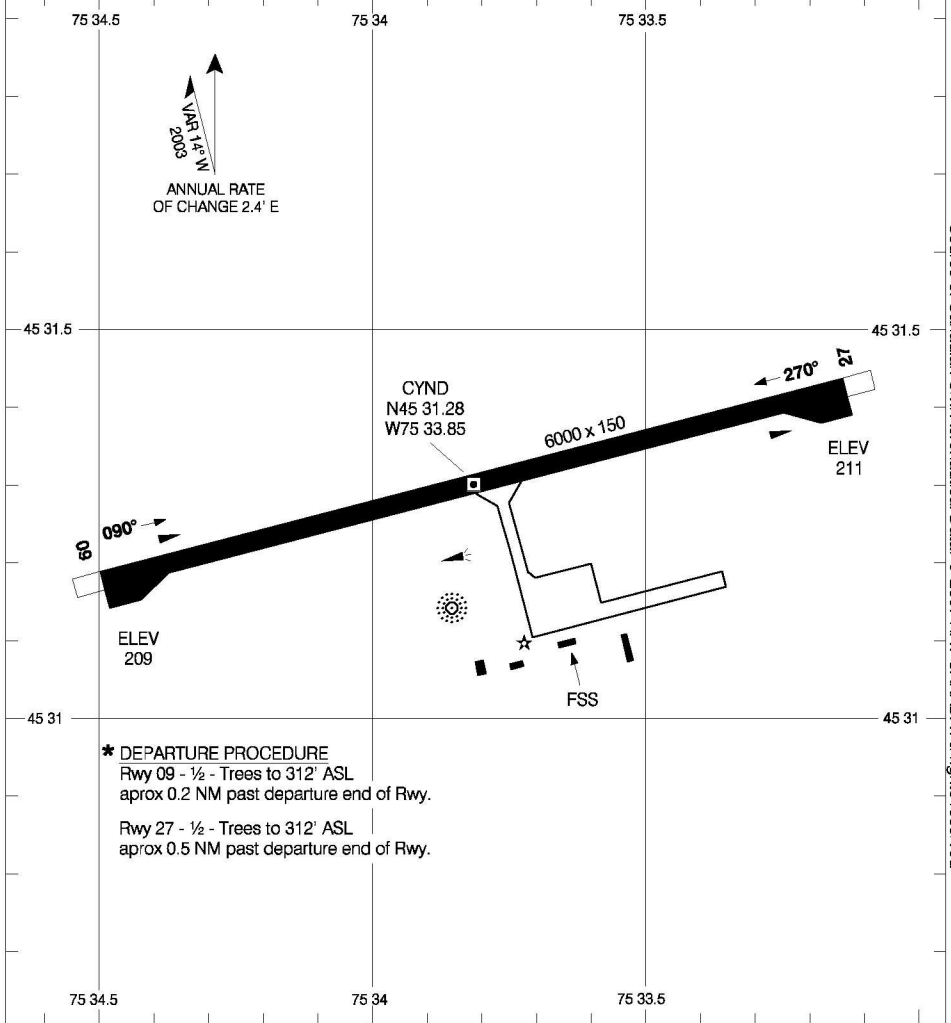 75 34.5
75 34
75 33.5
VAR 14° W
2003
ANNUAL RATE
OF CHANGE 2.4' E
45 31.5
45 31.5
27
270°
CYND
N45 31.28
W75 33.85
6000 x 150
ELEV
211
09
090°
ELEV
209
FSS
45 31
45 31
* DEPARTURE PROCEDURE
Rwy 09 - ½ - Trees to 312' ASL
aprox 0.2 NM past departure end of Rwy.
Rwy 27 - ½ - Trees to 312' ASL
aprox 0.5 NM past departure end of Rwy.
75 34.5
75 34
75 33.5